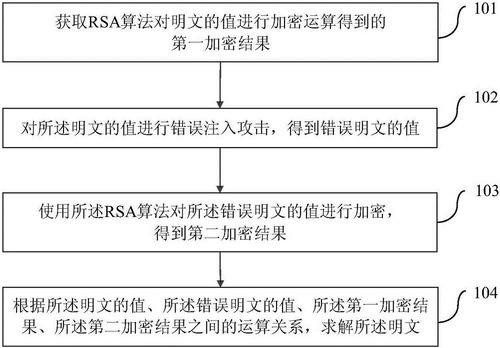 获取RSA算法对明文的值进行加密运算得到的
第一加密结果
101
对所述明文的值进行错误注入攻击，得到错误明文的值
102
使用所述RSA算法对所述错误明文的值进行加密，
得到第二加密结果
103
根据所述明文的值、所述错误明文的值、所述第一加密结
果、所述第二加密结果之间的运算关系，求解所述明文
104